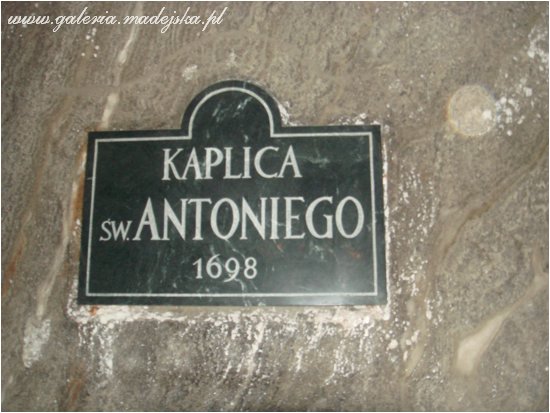 www.galeria.madejska.pl
KAPLICA
ŚW. ANTONIEGO
1698